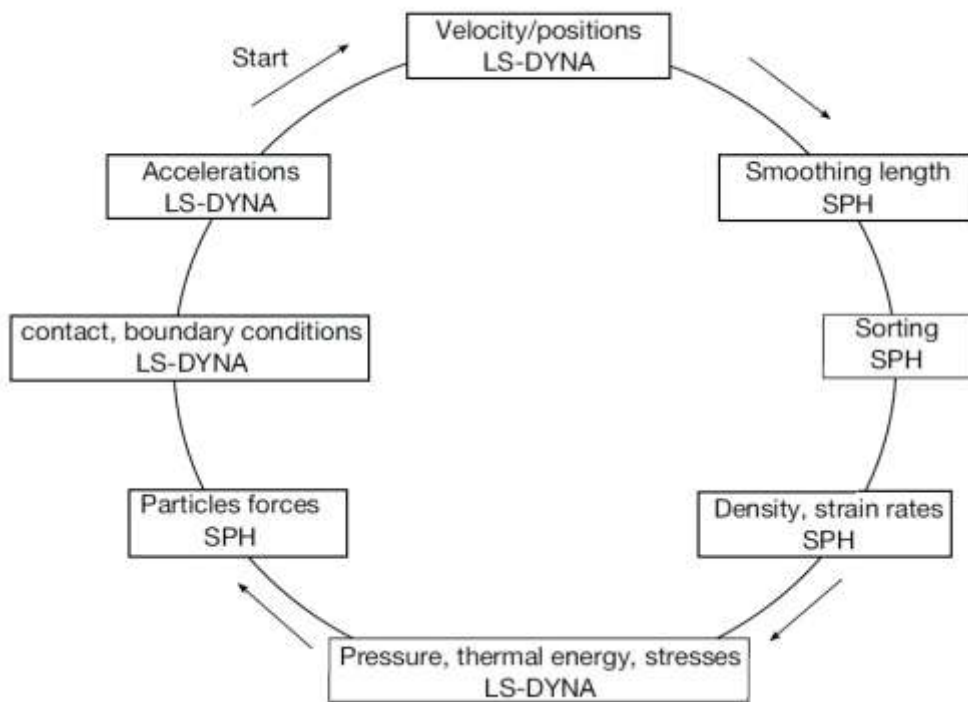 Start
Velocity/positions
LS-DYNA
Smoothing length
SPH
Sorting
SPH
Density, strain rates
SPH
Pressure, thermal energy, stresses
LS-DYNA
Particles forces
SPH
contact, boundary conditions
LS-DYNA
Accelerations
LS-DYNA